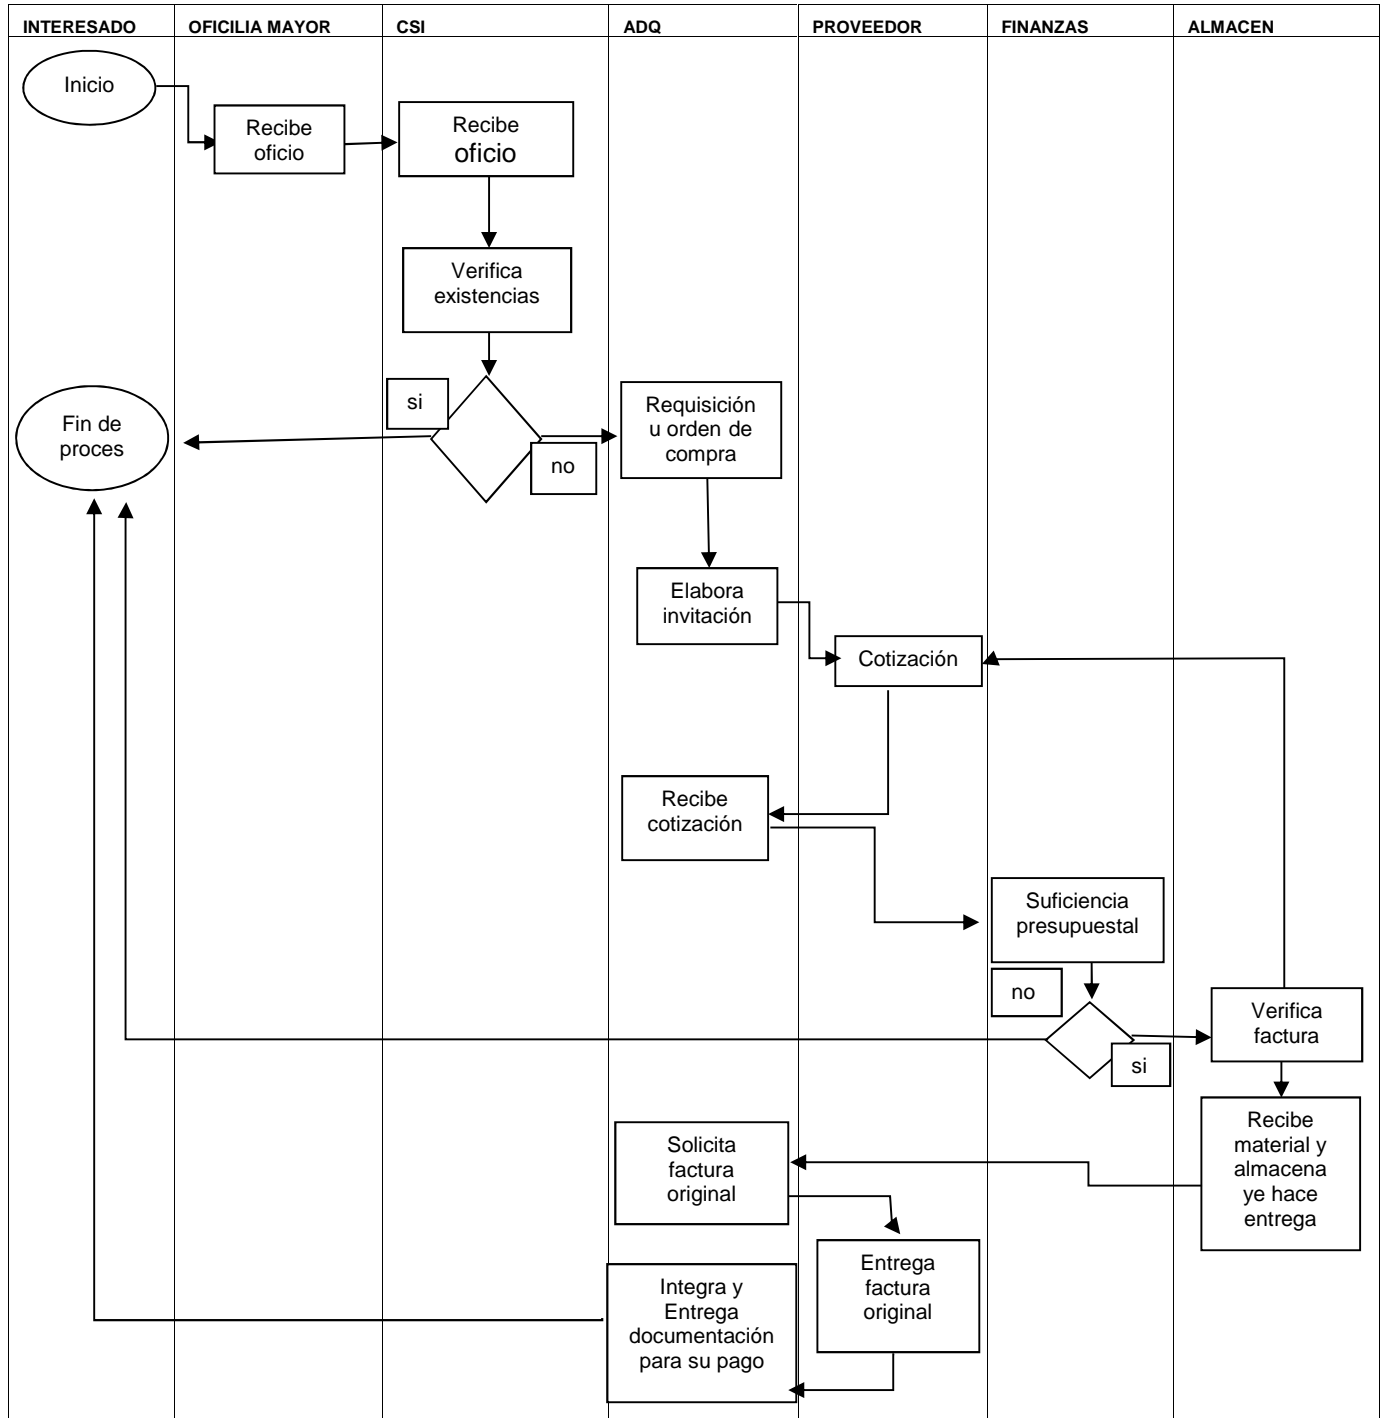 INTERESADO
OFICILIA MAYOR
CSI
ADQ
PROVEEDOR
FINANZAS
ALMACEN
Inicio
Recibe
oficio
Recibe
oficio
Verifica
existencias
si
no
Fin de
proces
Requisición
u orden de
compra
Elabora
invitación
Cotización
Recibe
cotización
Suficiencia
presupuestal
no
si
Verifica
factura
Recibe
material y
almacena
ye hace
entrega
Solicita
factura
original
Entrega
factura
original
Integra y
Entrega
documentación
para su pago